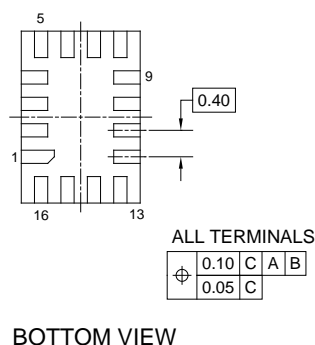 5
9
0.40
1
16
13
ALL TERMINALS
⌖ 0.10 C A B
0.05 C
BOTTOM VIEW